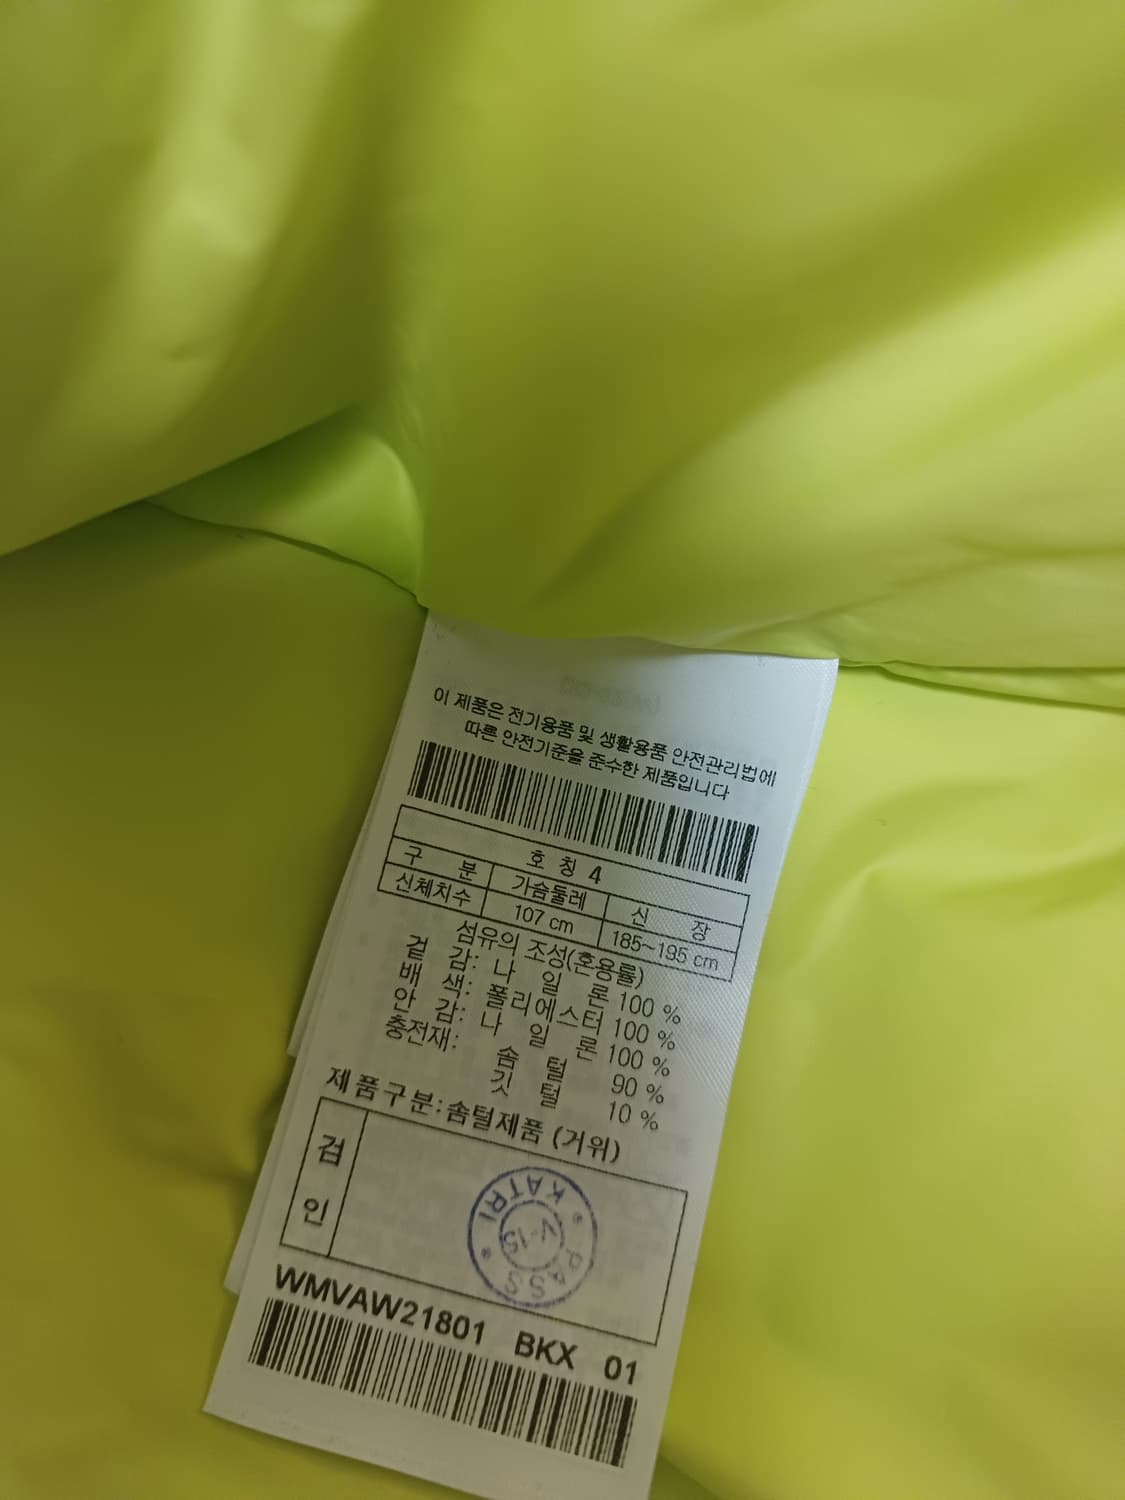 이 제품은 전기용품 및 생활용품 안전관리법에
따른 안전기준을 준수한 제품입니다
호 칭 4
구 분 가슴둘레 신 장
신체치수 107 cm 185~195 cm
섬유의 조성(혼용률)
겉 감: 나 일 론 100 %
배 색: 폴리에스터 100 %
안 감: 나 일 론 100 %
충전재: 솜 털 90 %
깃 털 10 %
제품구분:솜털제품 (거위)
검
인
KATRI
V-15
PASS
WMVAW21801 BKX 01